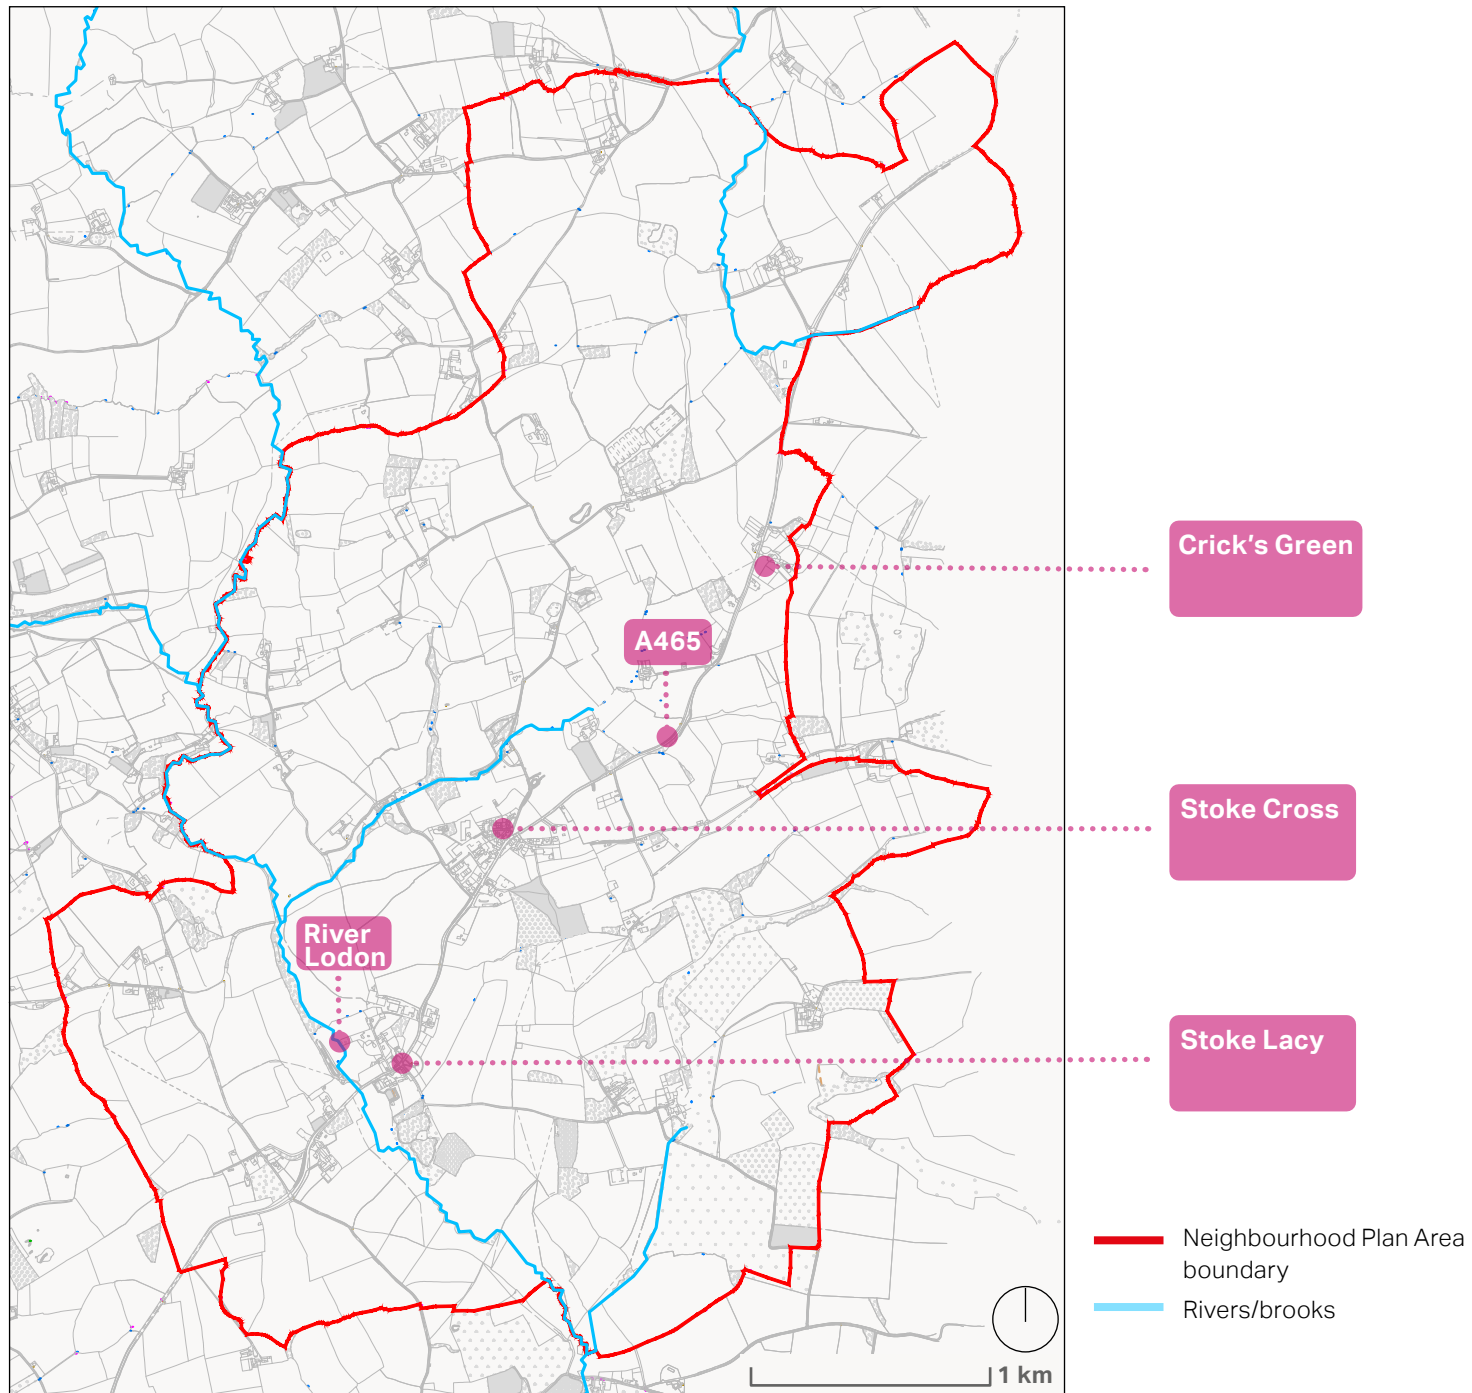 Crick's Green
A465
Stoke Cross
River
Lodon
Stoke Lacy
Neighbourhood Plan Area
boundary
Rivers/brooks
1 km